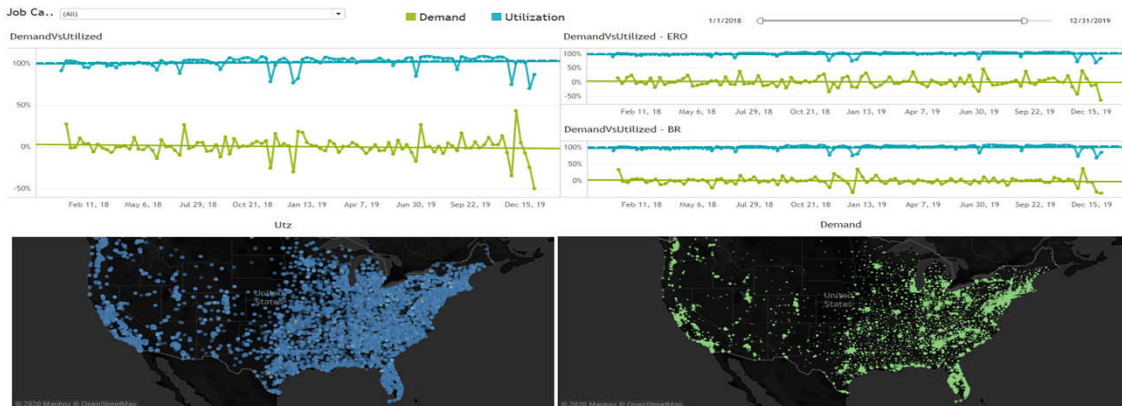 Job Ca.. (All)
Demand Utilization
1/1/2018 12/31/2019
DemandVsUtilized
100%
50%
0%
-50%
Feb 11, 18 May 6, 18 Jul 29, 18 Oct 21, 18 Jan 13, 19 Apr 7, 19 Jun 30, 19 Sep 22, 19 Dec 15, 19
DemandVsUtilized - ERO
100%
50%
0%
-50%
Feb 11, 18 May 6, 18 Jul 29, 18 Oct 21, 18 Jan 13, 19 Apr 7, 19 Jun 30, 19 Sep 22, 19 Dec 15, 19
DemandVsUtilized - BR
100%
0%
Feb 11, 18 May 6, 18 Jul 29, 18 Oct 21, 18 Jan 13, 19 Apr 7, 19 Jun 30, 19 Sep 22, 19 Dec 15, 19
Utz
United
States
© 2020 Mapbox © OpenStreetMap
Demand
United
States
© 2020 Mapbox © OpenStreetMap